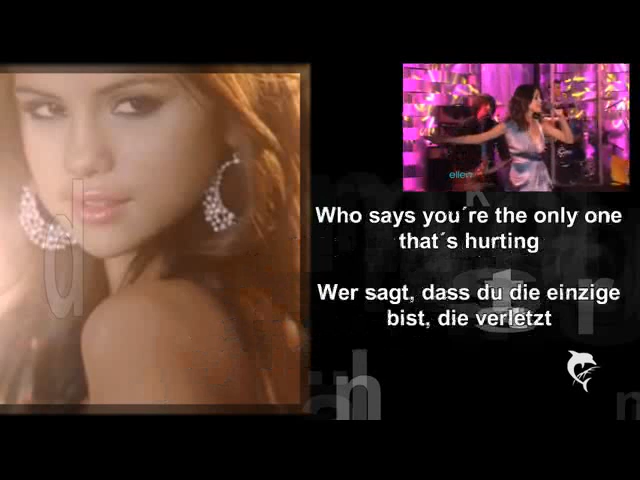 ellen
Who says you´re the only one
that´s hurting
Wer sagt, dass du die einzige
bist, die verletzt